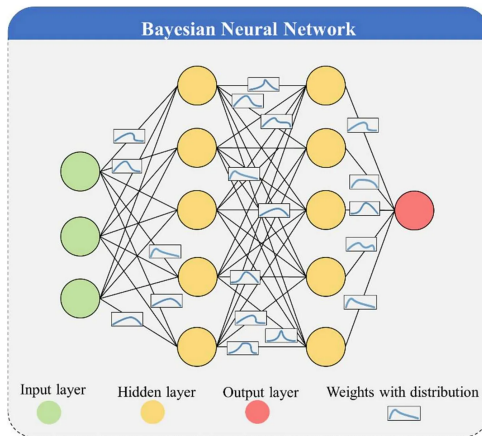 Bayesian Neural Network
Input layer
Hidden layer
Output layer
Weights with distribution